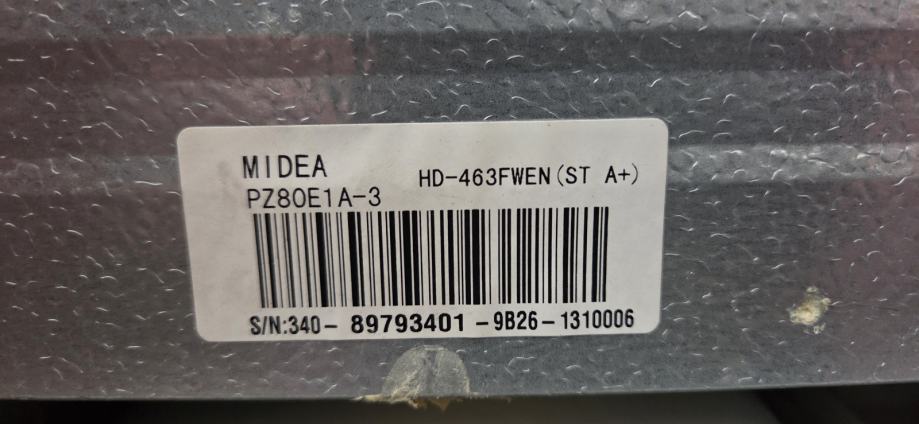 MIDEA
HD-463FWEN(ST A+)
PZ80E1A-3
S/N:340-89793401-9B26-1310006